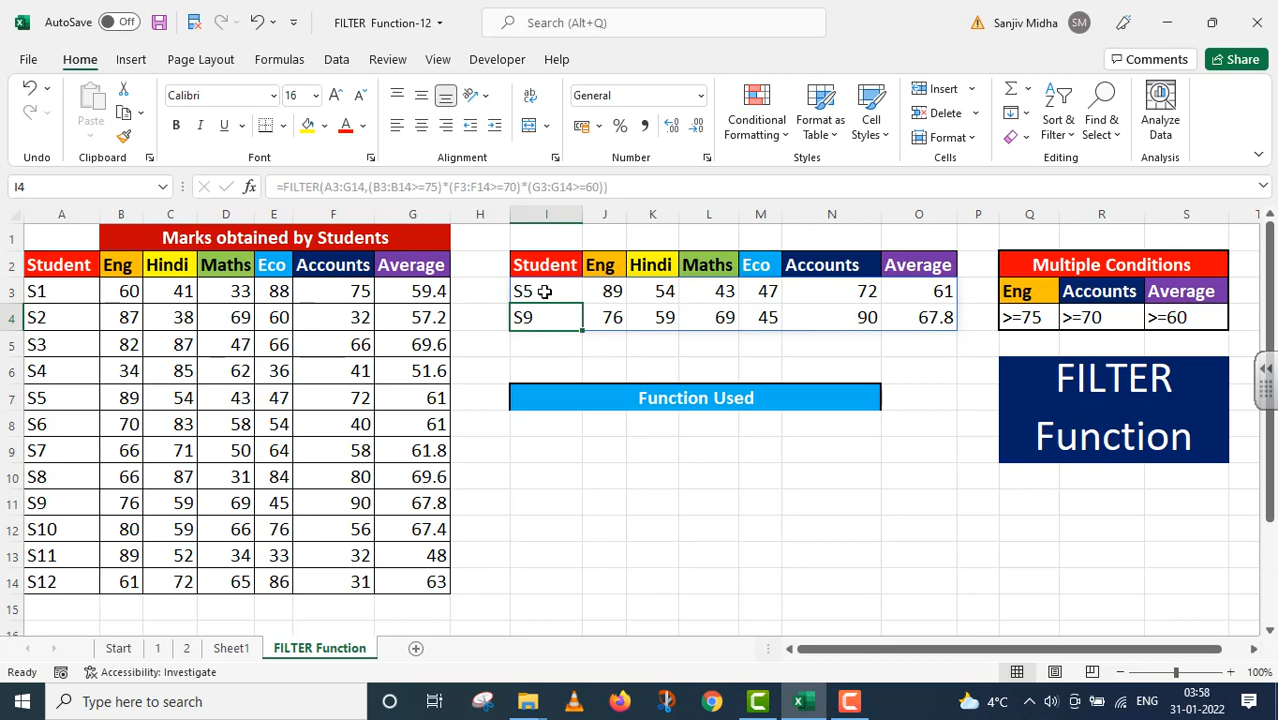 AutoSave Off FILTER Function-12 Search (Alt+Q) Sanjiv Midha SM
File Home Insert Page Layout Formulas Data Review View Developer Help Comments Share
Paste Calibri 16 General Conditional Formatting Format as Table Cell Styles Insert Delete Format Sort & Filter Find & Select Analyze Data
Undo Clipboard Font Alignment Number Styles Cells Editing Analysis
I4 =FILTER(A3:G14,(B3:B14>=75)*(F3:F14>=70)*(G3:G14>=60))
A B C D E F G H I J K L M N O P Q R S T
1 Marks obtained by Students
2 Student Eng Hindi Maths Eco Accounts Average Student Eng Hindi Maths Eco Accounts Average Multiple Conditions
3 S1 60 41 33 88 75 59.4 S5 89 54 43 47 72 61 Eng Accounts Average
4 S2 87 38 69 60 32 57.2 S9 76 59 69 45 90 67.8 >=75 >=70 >=60
5 S3 82 87 47 66 66 69.6
6 S4 34 85 62 36 41 51.6 FILTER
7 S5 89 54 43 47 72 61 Function Used
8 S6 70 83 58 54 40 61 Function
9 S7 66 71 50 64 58 61.8
10 S8 66 87 31 84 80 69.6
11 S9 76 59 69 45 90 67.8
12 S10 80 59 66 76 56 67.4
13 S11 89 52 34 33 32 48
14 S12 61 72 65 86 31 63
15
16
Start 1 2 Sheet1 FILTER Function
Ready Accessibility: Investigate 100%
Type here to search 4°C ENG 03:58
31-01-2022